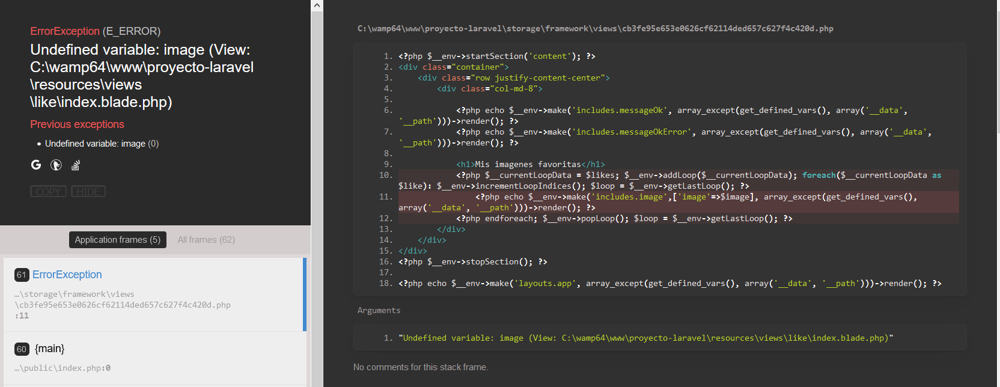 ErrorException (E_ERROR)
Undefined variable: image (View:
C:\wamp64\www\proyecto-laravel
\resources\views
\like\index.blade.php)
Previous exceptions
• Undefined variable: image (0)
COPY HIDE
Application frames (5) All frames (62)
61 ErrorException
…\storage\framework\views
\cb3fe95e653e0626cf62114ded657c627f4c420d.php
:11
60 {main}
…\public\index.php:0
C:\wamp64\www\proyecto-laravel\storage\framework\views\cb3fe95e653e0626cf62114ded657c627f4c420d.php
1. <?php $__env->startSection('content'); ?>
2. <div class="container">
3.     <div class="row justify-content-center">
4.         <div class="col-md-8">
5.
6.             <?php echo $__env->make('includes.messageOk', array_except(get_defined_vars(), array('__data',
'__path')))->render(); ?>
7.             <?php echo $__env->make('includes.messageOkError', array_except(get_defined_vars(), array('__data',
'__path')))->render(); ?>
8.
9.             <h1>Mis imagenes favoritas</h1>
10.             <?php $__currentLoopData = $likes; $__env->addLoop($__currentLoopData); foreach($__currentLoopData as
$like): $__env->incrementLoopIndices(); $loop = $__env->getLastLoop(); ?>
11.                 <?php echo $__env->make('includes.image',['image'=>$image], array_except(get_defined_vars(),
array('__data', '__path')))->render(); ?>
12.             <?php endforeach; $__env->popLoop(); $loop = $__env->getLastLoop(); ?>
13.         </div>
14.     </div>
15. </div>
16. <?php $__env->stopSection(); ?>
17.
18. <?php echo $__env->make('layouts.app', array_except(get_defined_vars(), array('__data', '__path')))->render(); ?>
Arguments
1. "Undefined variable: image (View: C:\wamp64\www\proyecto-laravel\resources\views\like\index.blade.php)"
No comments for this stack frame.